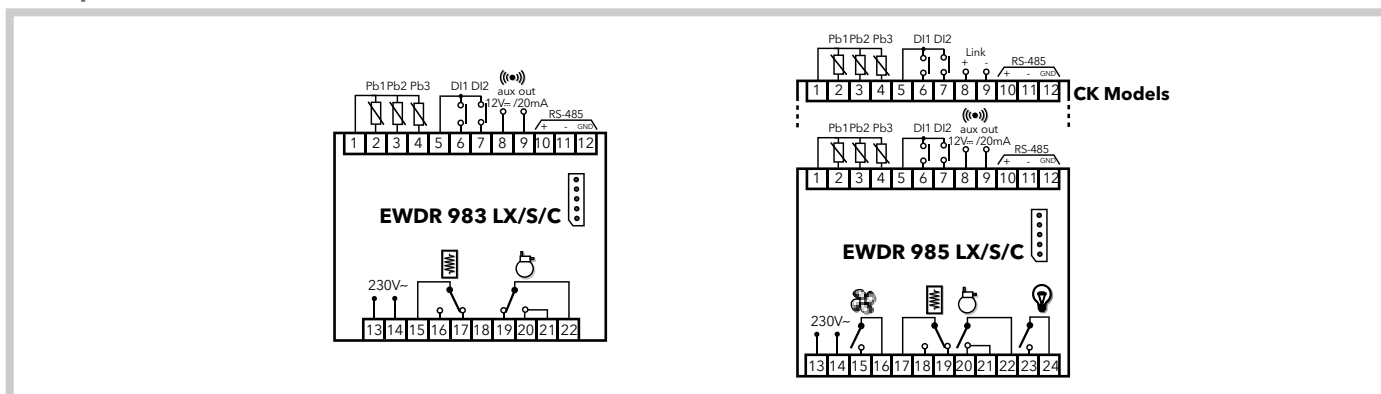 Pb1 Pb2 Pb3 DI1 DI2 aux out
12V⎓/20mA
RS-485
+ - GND
1 2 3 4 5 6 7 8 9 10 11 12
EWDR 983 LX/S/C
230V~
13 14 15 16 17 18 19 20 21 22
Pb1 Pb2 Pb3 DI1 DI2 Link
+ - RS-485
+ - GND
1 2 3 4 5 6 7 8 9 10 11 12 CK Models
Pb1 Pb2 Pb3 DI1 DI2 aux out
12V⎓/20mA
RS-485
+ - GND
1 2 3 4 5 6 7 8 9 10 11 12
EWDR 985 LX/S/C
230V~
13 14 15 16 17 18 19 20 21 22 23 24